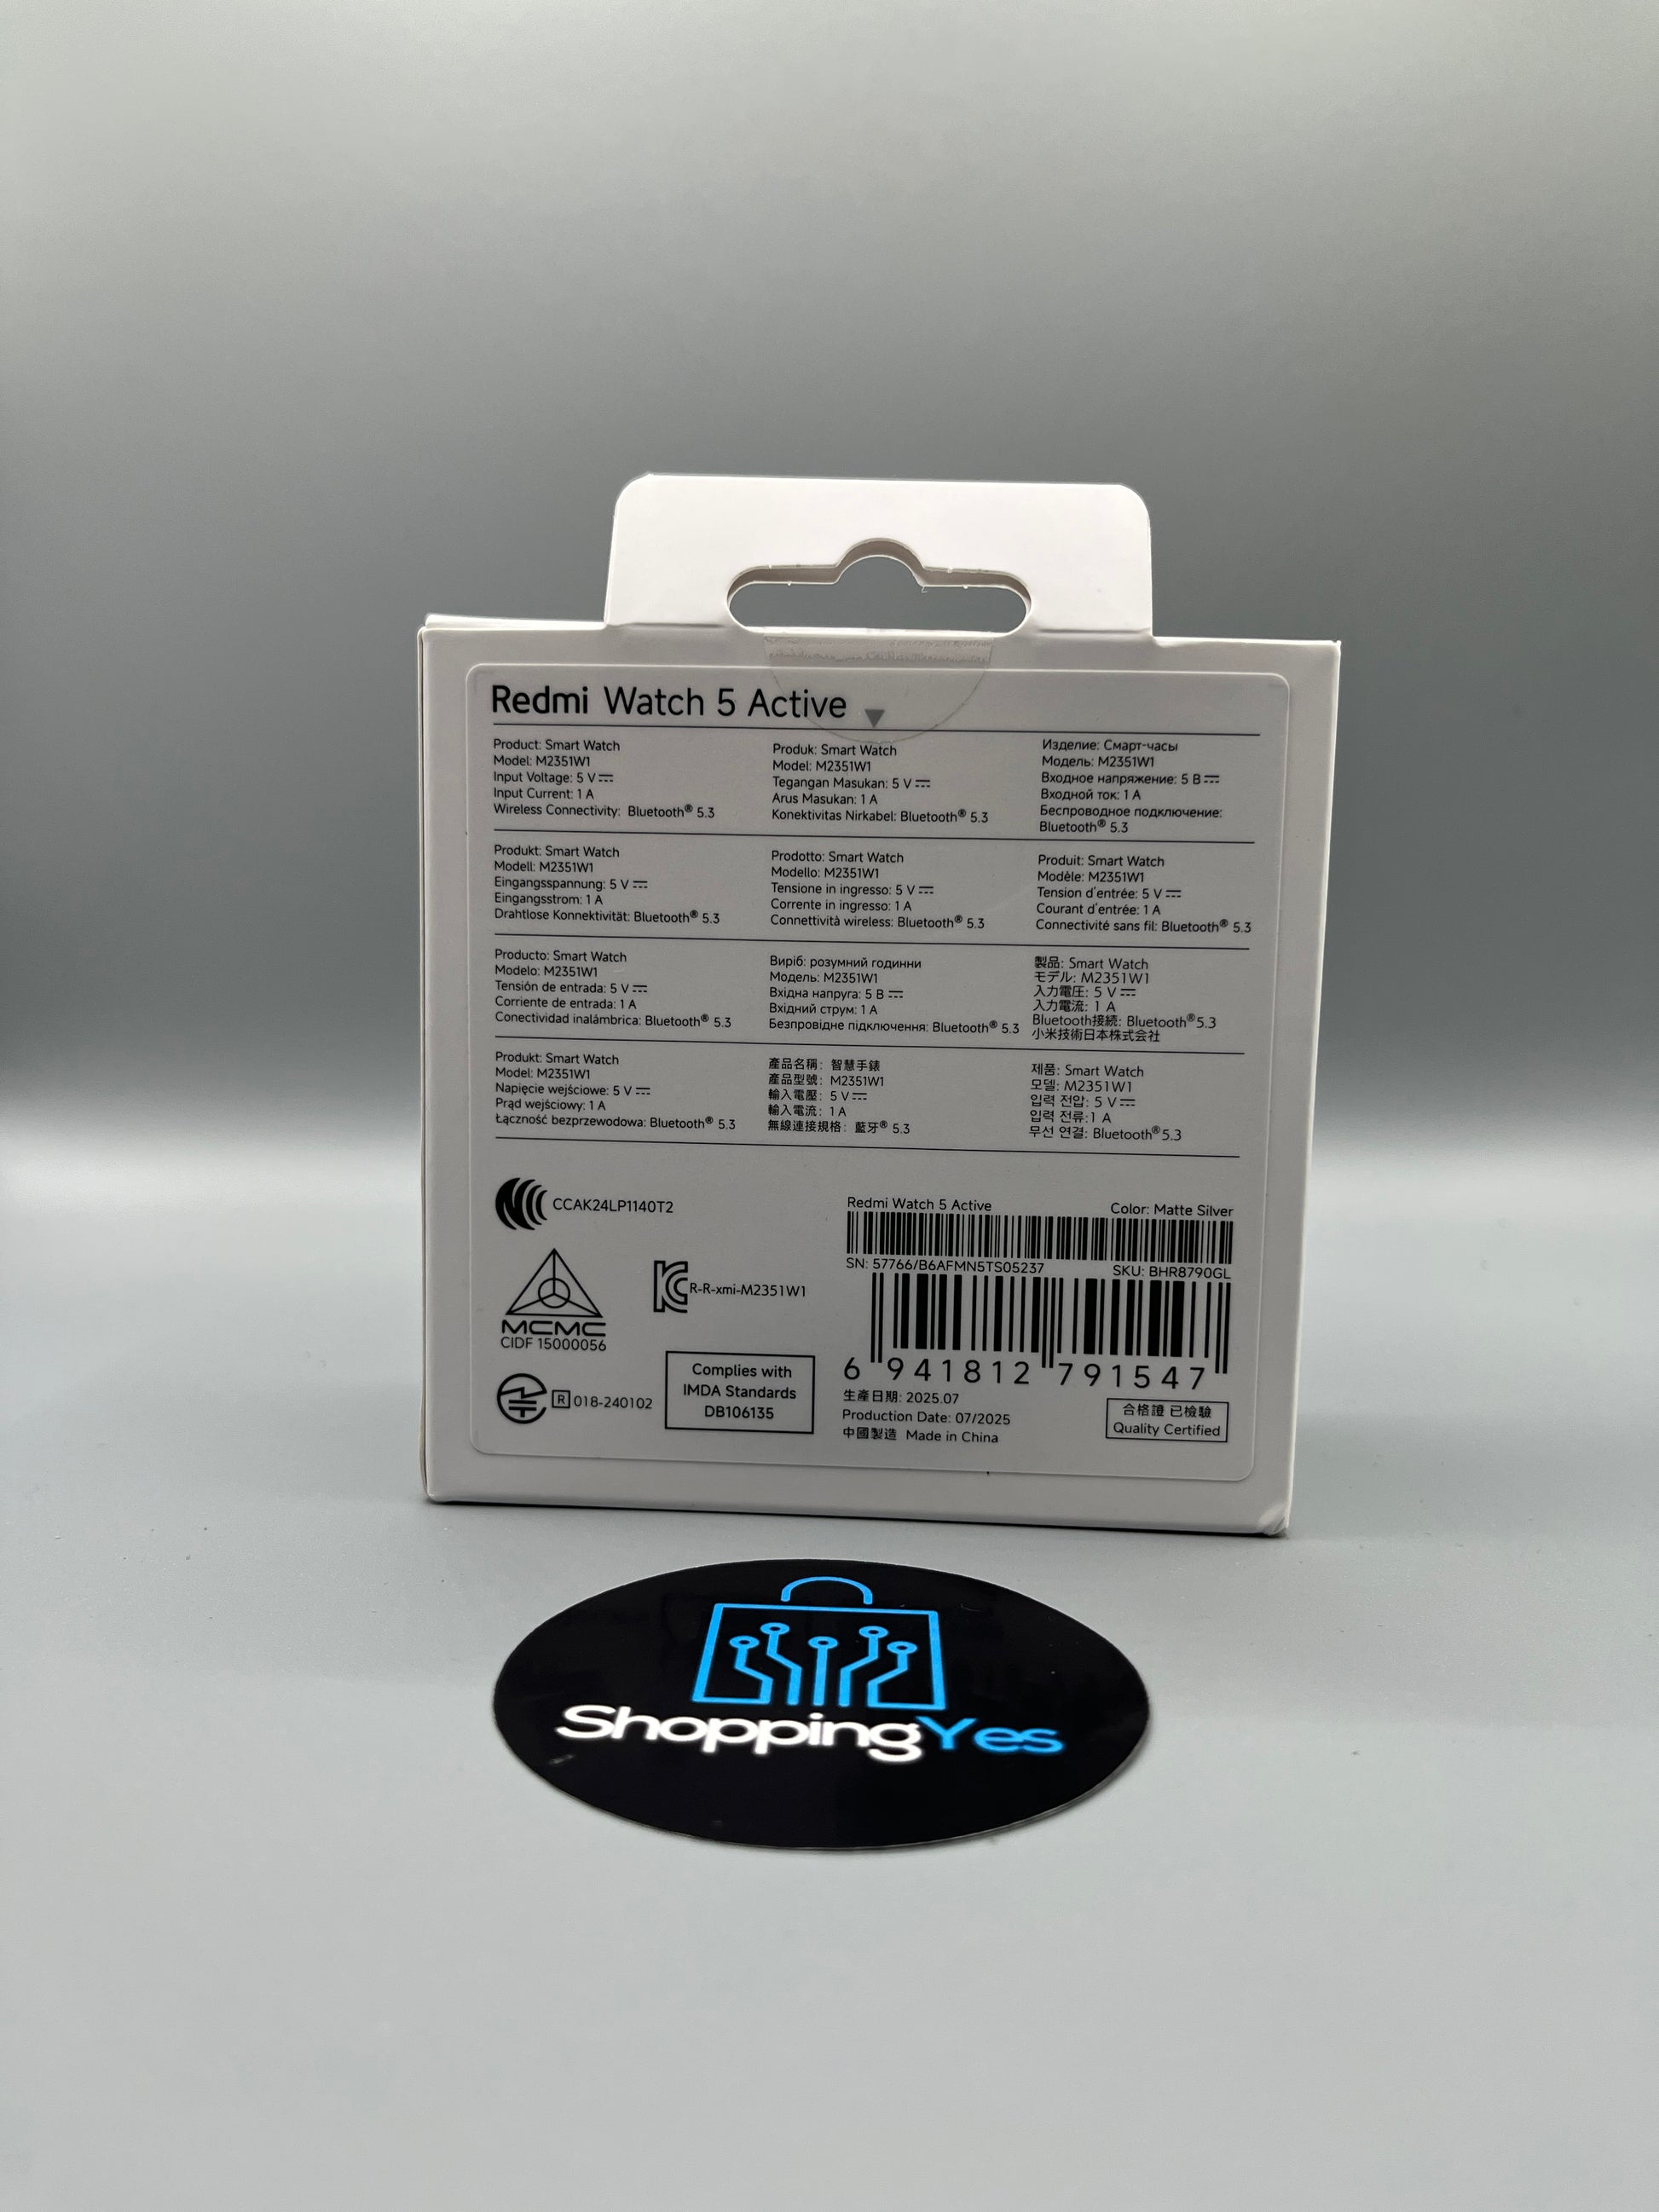 Redmi Watch 5 Active
Product: Smart Watch
Model: M2351W1
Input Voltage: 5 V⎓
Input Current: 1 A
Wireless Connectivity: Bluetooth® 5.3
Produk: Smart Watch
Model: M2351W1
Tegangan Masukan: 5 V⎓
Arus Masukan: 1 A
Konektivitas Nirkabel: Bluetooth® 5.3
Изделие: Смарт-часы
Модель: M2351W1
Входное напряжение: 5 В⎓
Входной ток: 1 А
Беспроводное подключение:
Bluetooth® 5.3
Produkt: Smart Watch
Modell: M2351W1
Eingangsspannung: 5 V⎓
Eingangsstrom: 1 A
Drahtlose Konnektivität: Bluetooth® 5.3
Prodotto: Smart Watch
Modello: M2351W1
Tensione in ingresso: 5 V⎓
Corrente in ingresso: 1 A
Connettività wireless: Bluetooth® 5.3
Produit: Smart Watch
Modèle: M2351W1
Tension d'entrée: 5 V⎓
Courant d'entrée: 1 A
Connectivité sans fil: Bluetooth® 5.3
Producto: Smart Watch
Modelo: M2351W1
Tensión de entrada: 5 V⎓
Corriente de entrada: 1 A
Conectividad inalámbrica: Bluetooth® 5.3
Виріб: розумний годинни
Модель: M2351W1
Вхідна напруга: 5 В⎓
Вхідний струм: 1 А
Безпровідне підключення: Bluetooth® 5.3
製品: Smart Watch
モデル: M2351W1
入力電圧: 5 V⎓
入力電流: 1 A
Bluetooth接続: Bluetooth®5.3
小米技術日本株式会社
Produkt: Smart Watch
Model: M2351W1
Napięcie wejściowe: 5 V⎓
Prąd wejściowy: 1 A
Łączność bezprzewodowa: Bluetooth® 5.3
產品名稱：智慧手錶
產品型號：M2351W1
輸入電壓：5 V⎓
輸入電流：1 A
無線連接規格：藍牙® 5.3
제품: Smart Watch
모델: M2351W1
입력 전압: 5 V⎓
입력 전류:1 A
무선 연결: Bluetooth®5.3
CCAK24LP1140T2
MCMC
CIDF 15000056
R-R-xmi-M2351W1
R 018-240102
Complies with
IMDA Standards
DB106135
Redmi Watch 5 Active Color: Matte Silver
SN: 57766/B6AFMN5TS05237 SKU: BHR8790GL
6 941812 791547
生產日期: 2025.07
Production Date: 07/2025
中國製造 Made in China
合格證 已檢驗
Quality Certified
ShoppingYes